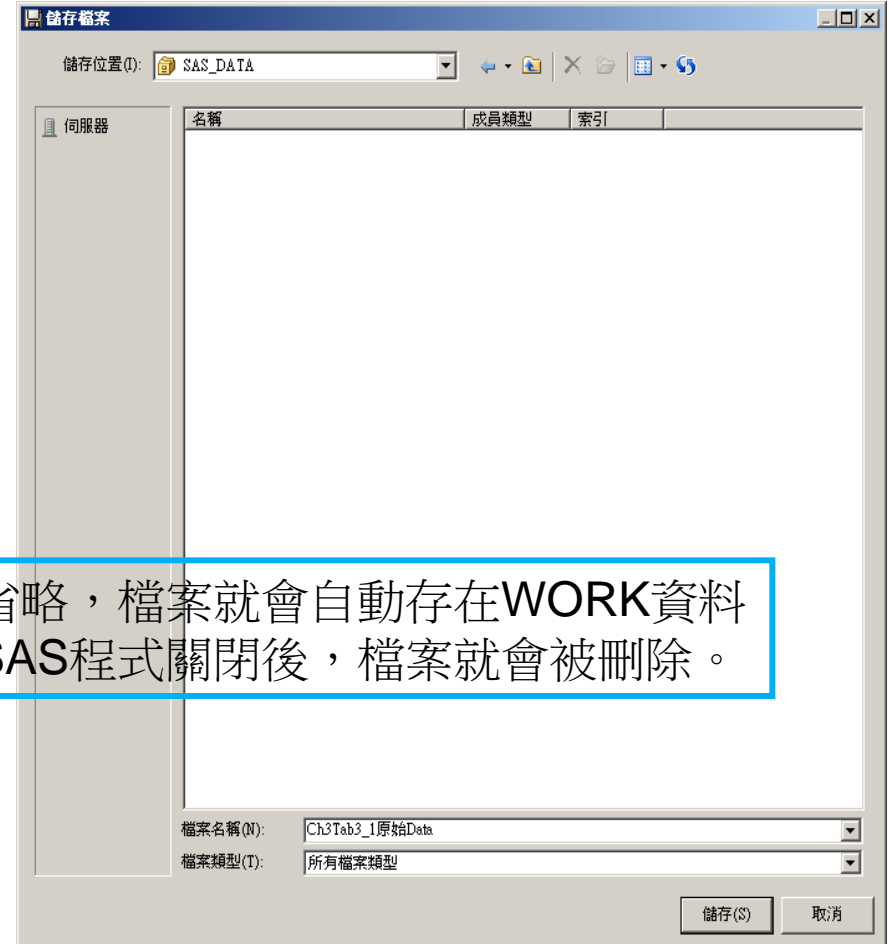 儲存檔案
儲存位置(I): SAS_DATA
伺服器
名稱 成員類型 索引
省略，檔案就會自動存在WORK資料
SAS程式關閉後，檔案就會被刪除。
檔案名稱(N): Ch3Tab3_1原始Data
檔案類型(T): 所有檔案類型
儲存(S) 取消